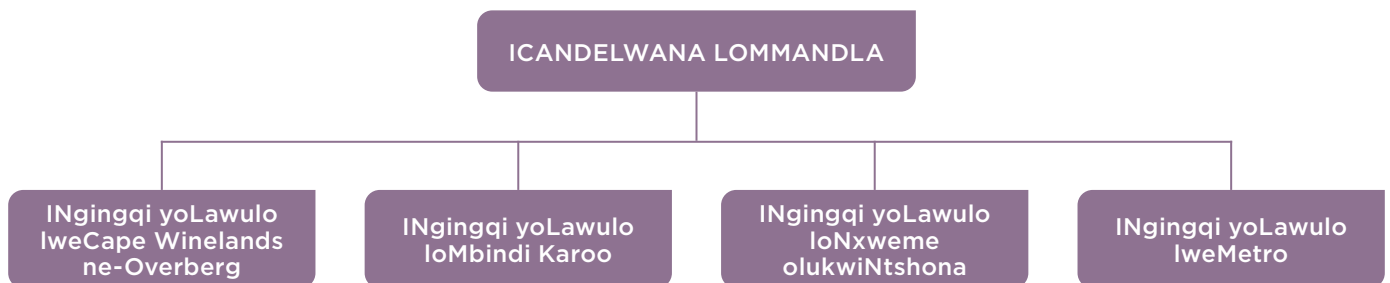 ICANDELWANA LOMMANDLA
INgingqi yoLawulo
lweCape Winelands
ne-Overberg
INgingqi yoLawulo
loMbindi Karoo
INgingqi yoLawulo
loNxweme
olukwiNtshona
INgingqi yoLawulo
lweMetro